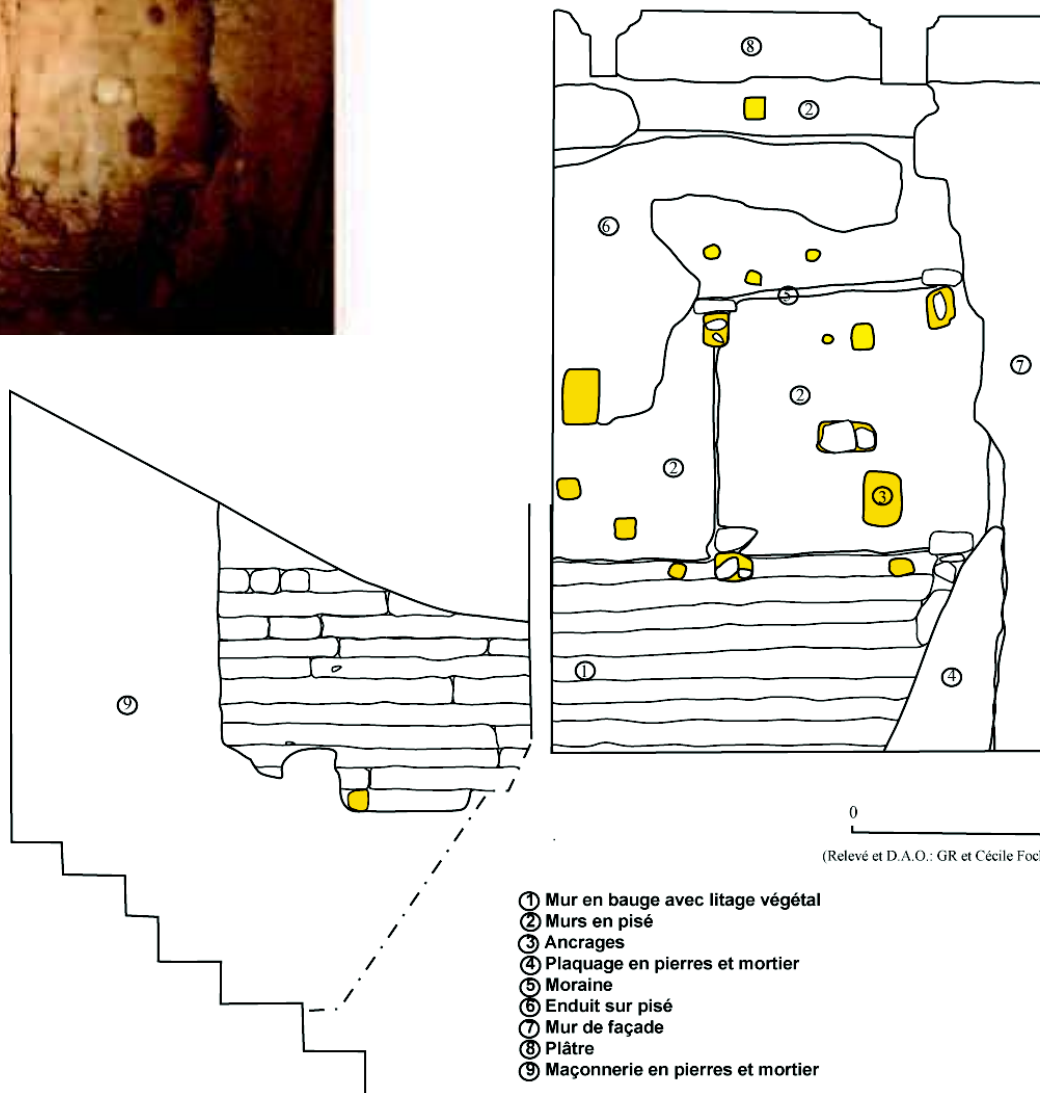 8
2
6
5
7
2
2
3
1
4
9
0
(Relevé et D.A.O.: GR et Cécile
1 Mur en bauge avec litage végétal
2 Murs en pisé
3 Ancrages
4 Plaquage en pierres et mortier
5 Moraine
6 Enduit sur pisé
7 Mur de façade
8 Plâtre
9 Maçonnerie en pierres et mortier